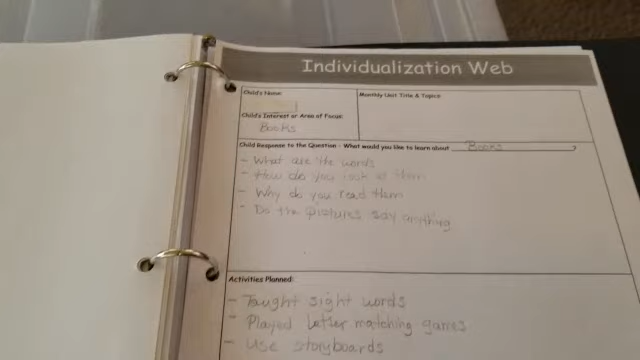 Individualization Web
Child's Name:
Monthly Unit Title & Topics:
Child's Interest or Area of Focus:
Books
Child Response to the Question - What would you like to learn about Books ?
- What are the words
- How do you look at them
- Why do you read them
- Do the pictures say anything
Activities Planned:
- Taught sight words
- Played letter matching games
- Use storyboards